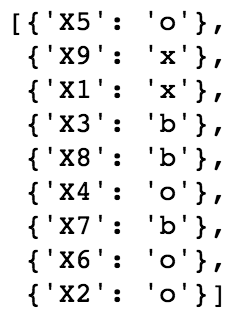 [{'X5': 'o'},
{'X9': 'x'},
{'X1': 'x'},
{'X3': 'b'},
{'X8': 'b'},
{'X4': 'o'},
{'X7': 'b'},
{'X6': 'o'},
{'X2': 'o'}]